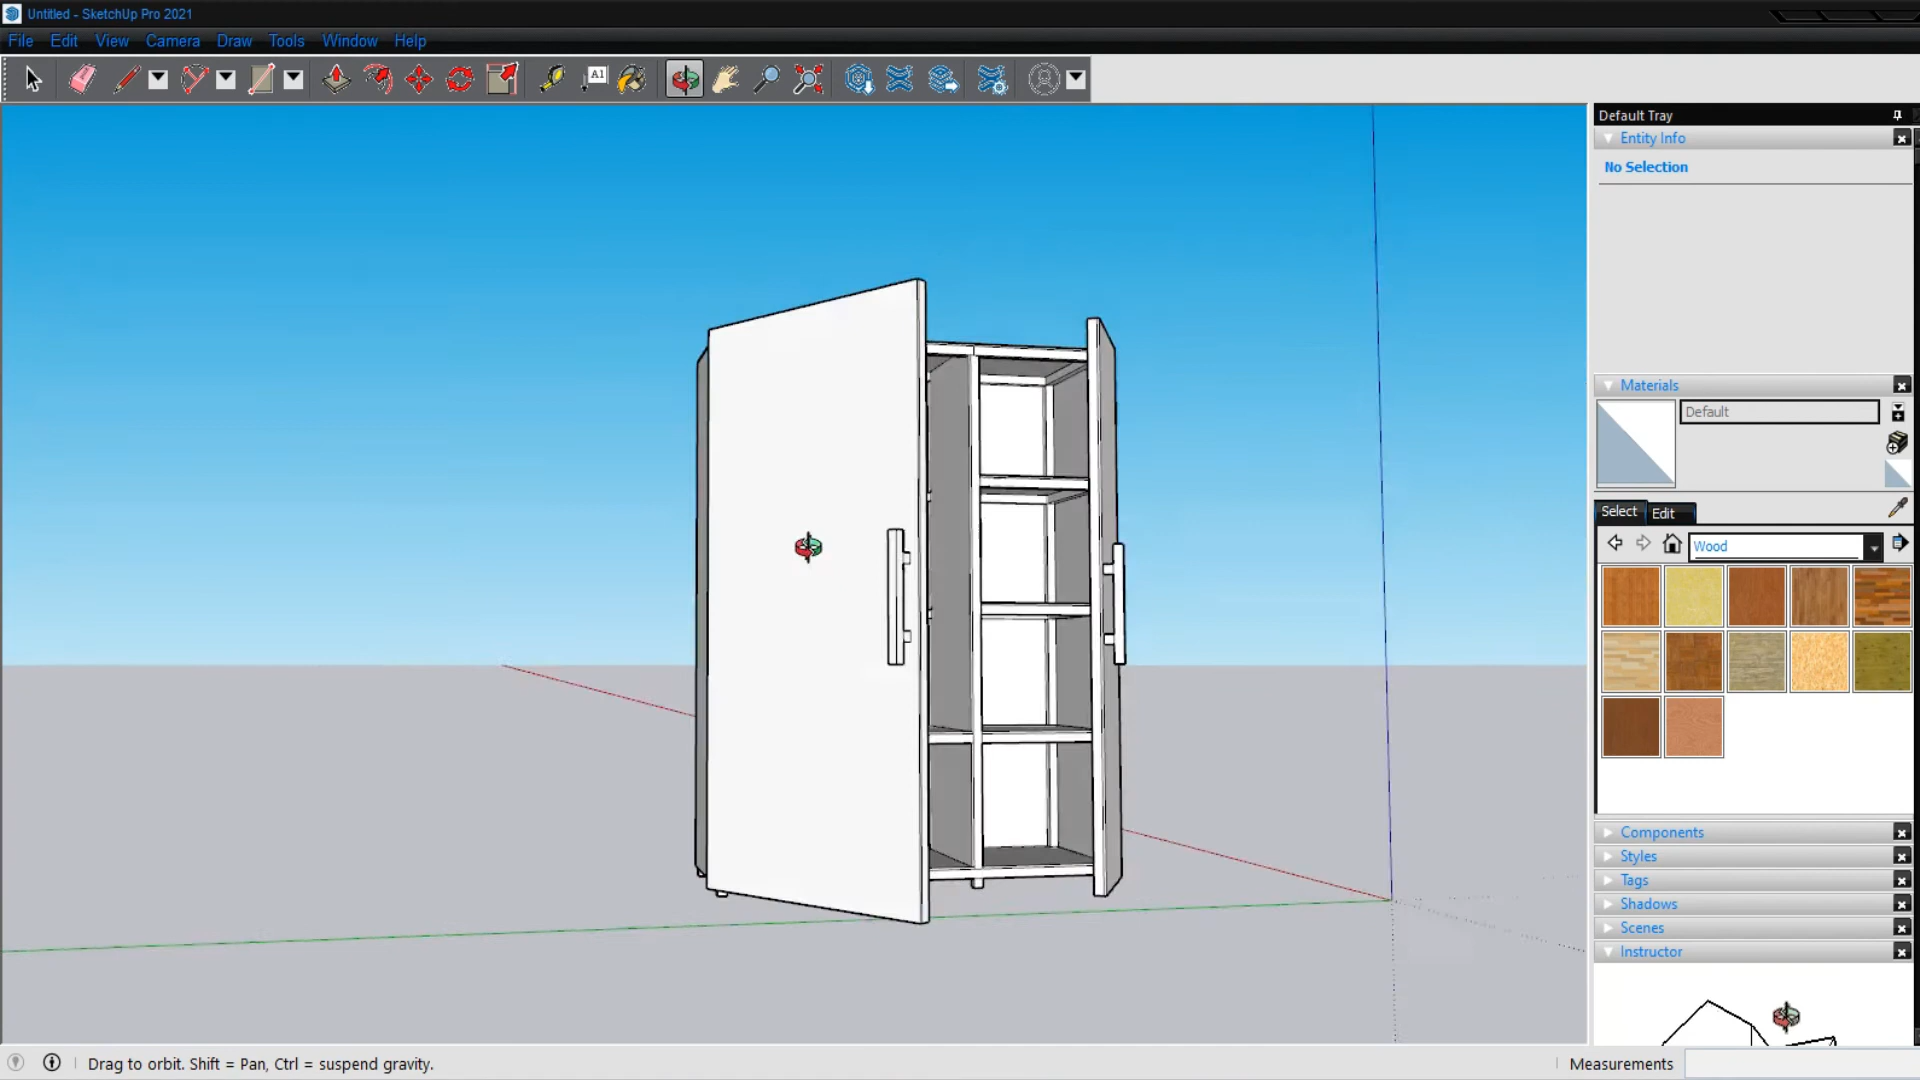 Untitled - SketchUp Pro 2021
File Edit View Camera Draw Tools Window Help
A1
Default Tray
Entity Info
No Selection
Materials
Default
Select Edit
Wood
Components
Styles
Tags
Shadows
Scenes
Instructor
Drag to orbit. Shift = Pan, Ctrl = suspend gravity.
Measurements